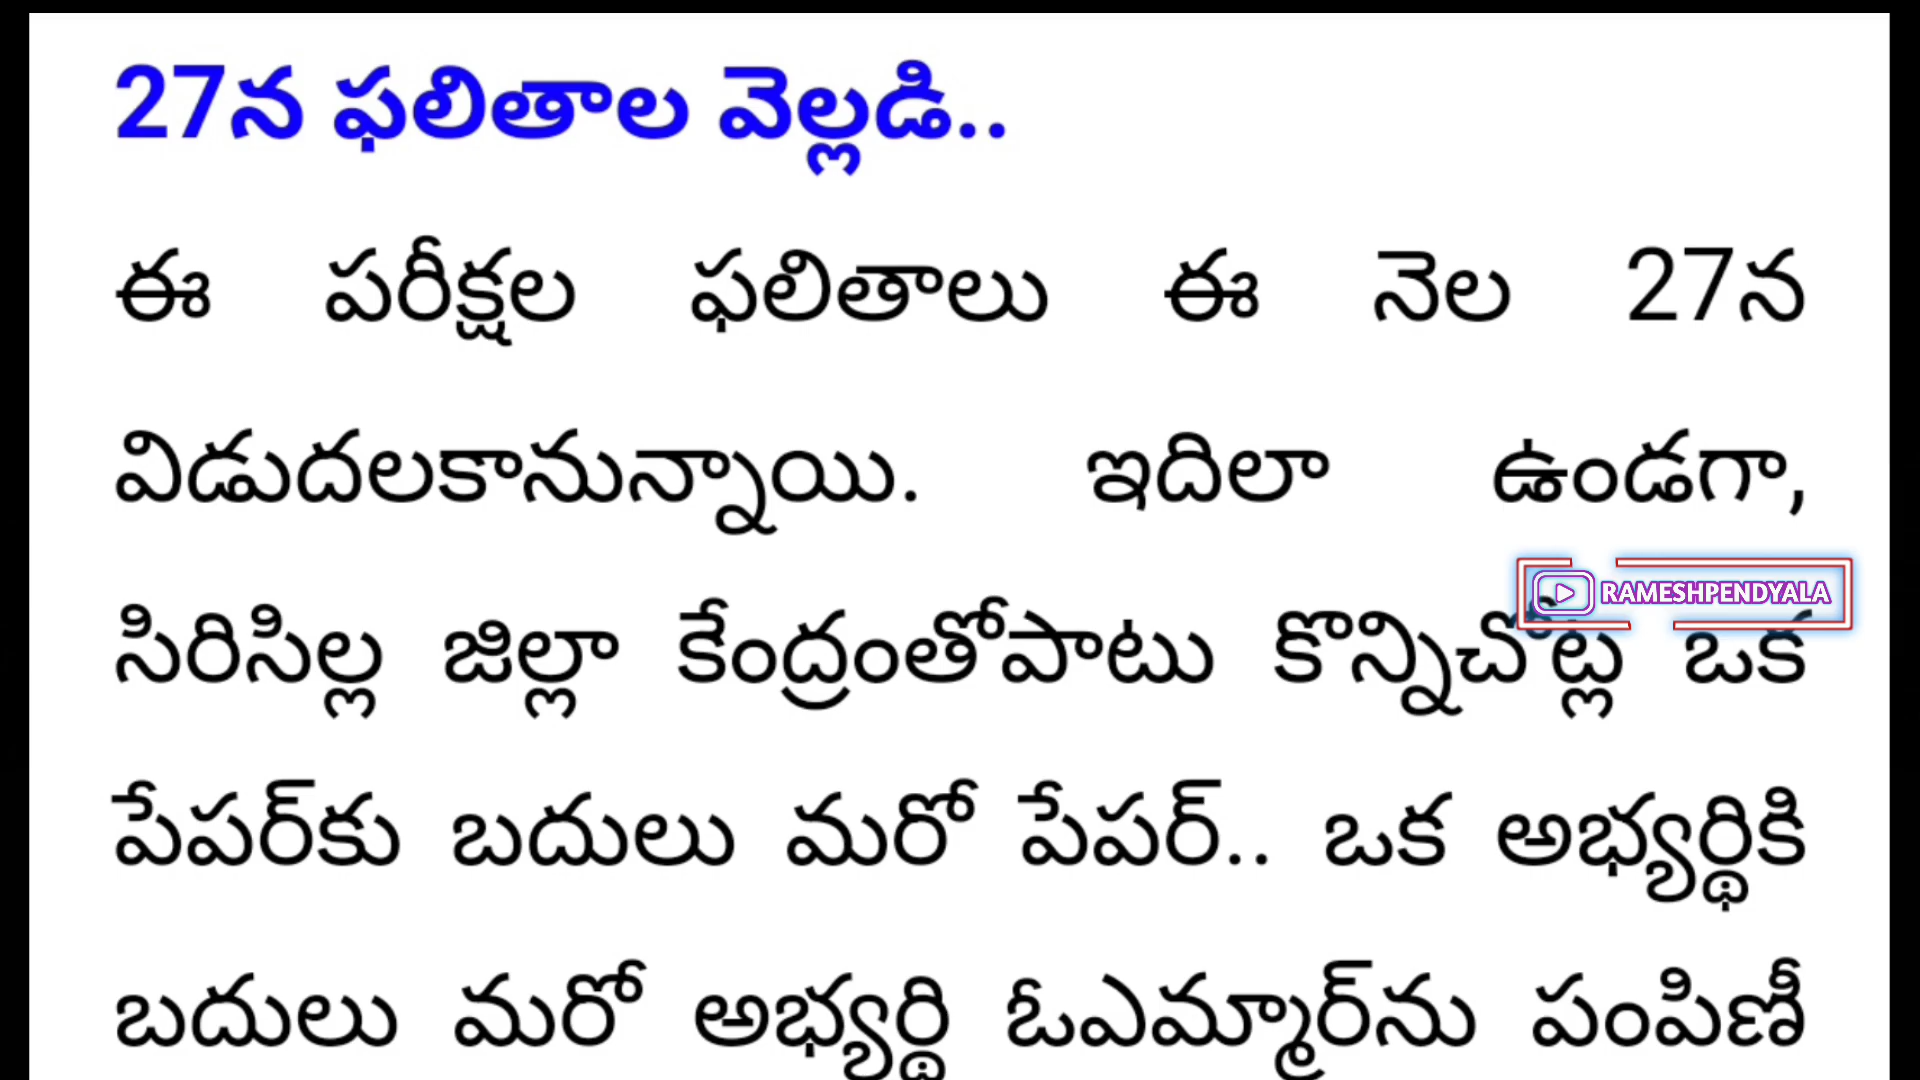 27న ఫలితాల వెల్లడి..
ఈ పరీక్షల ఫలితాలు ఈ నెల 27న
విడుదలకానున్నాయి. ఇదిలా ఉండగా,
RAMESHPENDYALA
సిరిసిల్ల జిల్లా కేంద్రంతోపాటు కొన్నిచోట్ల ఒక
పేపర్‌కు బదులు మరో పేపర్.. ఒక అభ్యర్థికి
బదులు మరో అభ్యర్థి ఓఎమ్మార్‌ను పంపిణీ